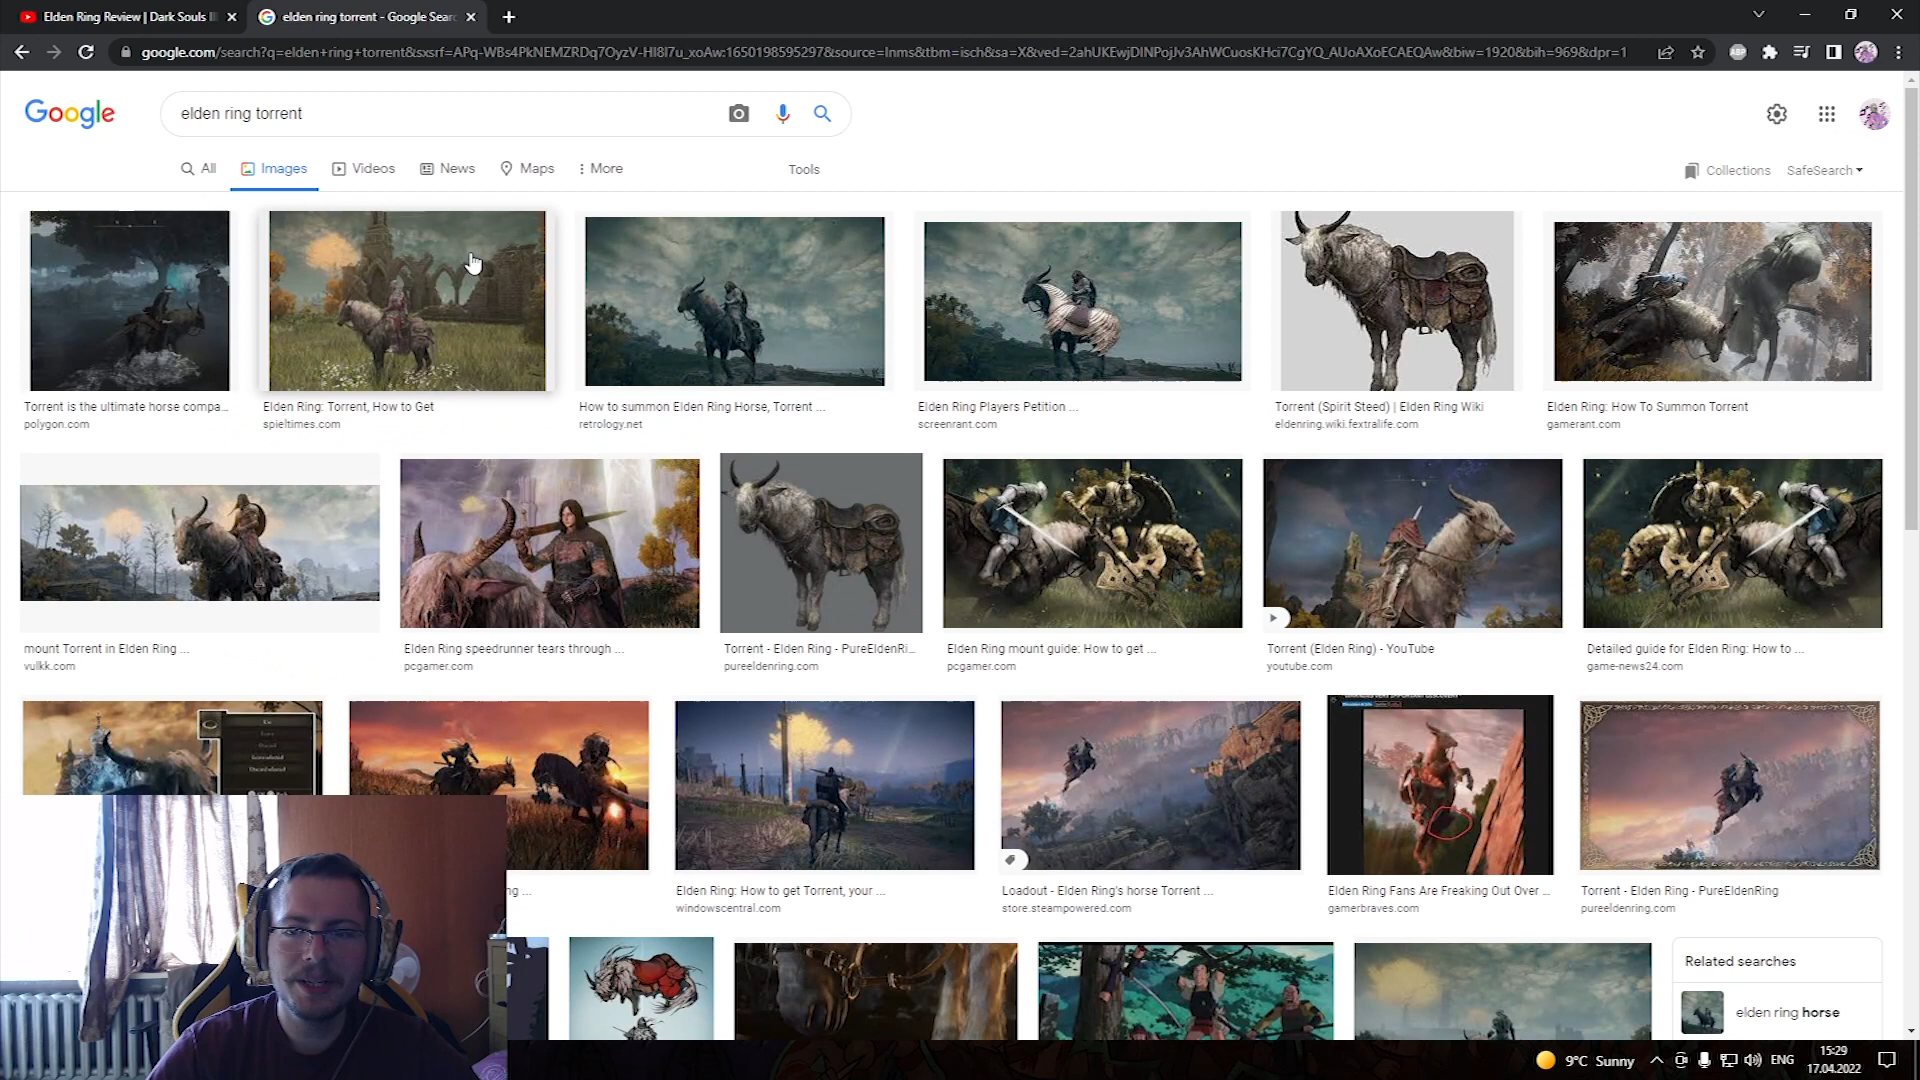 Elden Ring Review | Dark Souls II
elden ring torrent - Google Sear
google.com/search?q=elden+ring+torrent&sxsrf=APq-WBs4PkNEMZRDq7OyzV-HI8I7u_xoAw:1650198595297&source=lnms&tbm=isch&sa=X&ved=2ahUKEwjDlNPojJv3AhWCuosKHci7CgYQ_AUoAXoECAEQAw&biw=1920&bih=969&dpr=1
ABP
Google
elden ring torrent
All
Images
Videos
News
Maps
More
Tools
Collections
SafeSearch
Torrent is the ultimate horse compa...
polygon.com
Elden Ring: Torrent, How to Get
spieltimes.com
How to summon Elden Ring Horse, Torrent ...
retrology.net
Elden Ring Players Petition ...
screenrant.com
Torrent (Spirit Steed) | Elden Ring Wiki
eldenring.wiki.fextralife.com
Elden Ring: How To Summon Torrent
gamerant.com
mount Torrent in Elden Ring ...
vulkk.com
Elden Ring speedrunner tears through ...
pcgamer.com
Torrent - Elden Ring - PureEldenRi...
pureeldenring.com
Elden Ring mount guide: How to get ...
pcgamer.com
Torrent (Elden Ring) - YouTube
youtube.com
Detailed guide for Elden Ring: How to ...
game-news24.com
ng ...
Elden Ring: How to get Torrent, your ...
windowscentral.com
Loadout - Elden Ring's horse Torrent ...
store.steampowered.com
Elden Ring Fans Are Freaking Out Over ...
gamerbraves.com
Torrent - Elden Ring - PureEldenRing
pureeldenring.com
Related searches
elden ring horse
9°C Sunny
ENG
15:29
17.04.2022